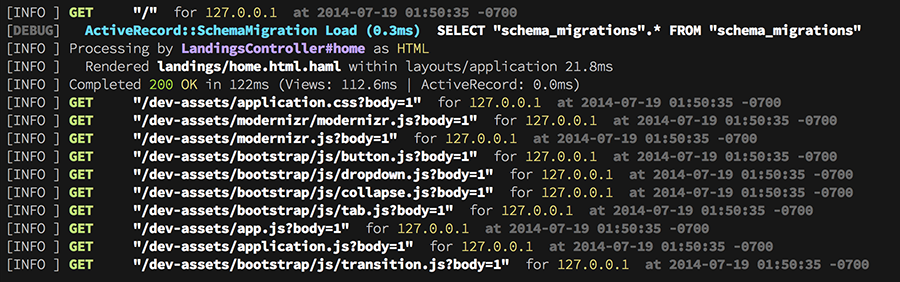 [INFO ] GET "/" for 127.0.0.1 at 2014-07-19 01:50:35 -0700
[DEBUG] ActiveRecord::SchemaMigration Load (0.3ms) SELECT "schema_migrations".* FROM "schema_migrations"
[INFO ] Processing by LandingsController#home as HTML
[INFO ] Rendered landings/home.html.haml within layouts/application 21.8ms
[INFO ] Completed 200 OK in 122ms (Views: 112.6ms | ActiveRecord: 0.0ms)
[INFO ] GET "/dev-assets/application.css?body=1" for 127.0.0.1 at 2014-07-19 01:50:35 -0700
[INFO ] GET "/dev-assets/modernizr/modernizr.js?body=1" for 127.0.0.1 at 2014-07-19 01:50:35 -0700
[INFO ] GET "/dev-assets/modernizr.js?body=1" for 127.0.0.1 at 2014-07-19 01:50:35 -0700
[INFO ] GET "/dev-assets/bootstrap/js/button.js?body=1" for 127.0.0.1 at 2014-07-19 01:50:35 -0700
[INFO ] GET "/dev-assets/bootstrap/js/dropdown.js?body=1" for 127.0.0.1 at 2014-07-19 01:50:35 -0700
[INFO ] GET "/dev-assets/bootstrap/js/collapse.js?body=1" for 127.0.0.1 at 2014-07-19 01:50:35 -0700
[INFO ] GET "/dev-assets/bootstrap/js/tab.js?body=1" for 127.0.0.1 at 2014-07-19 01:50:35 -0700
[INFO ] GET "/dev-assets/app.js?body=1" for 127.0.0.1 at 2014-07-19 01:50:35 -0700
[INFO ] GET "/dev-assets/application.js?body=1" for 127.0.0.1 at 2014-07-19 01:50:35 -0700
[INFO ] GET "/dev-assets/bootstrap/js/transition.js?body=1" for 127.0.0.1 at 2014-07-19 01:50:35 -0700